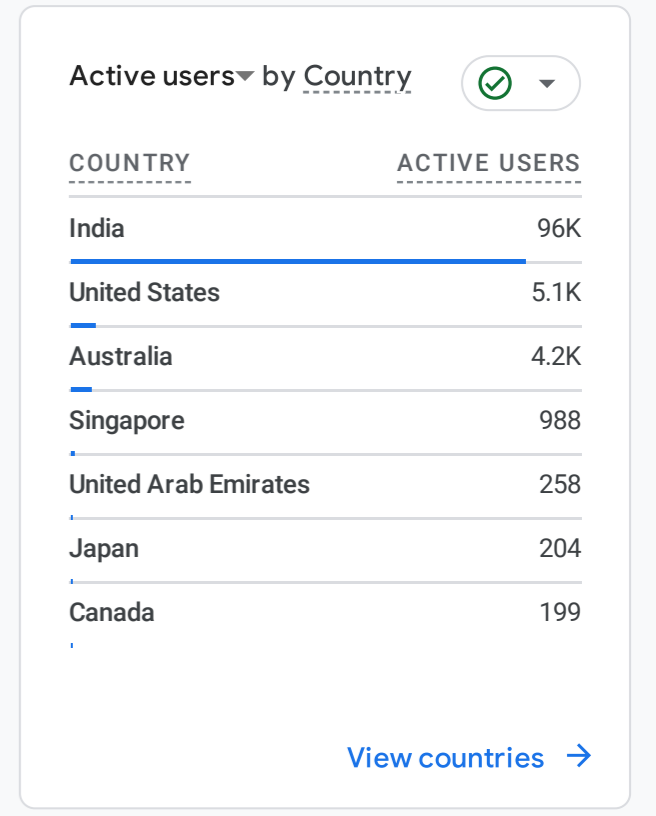 Active users by Country
COUNTRY ACTIVE USERS
India 96K
United States 5.1K
Australia 4.2K
Singapore 988
United Arab Emirates 258
Japan 204
Canada 199
View countries